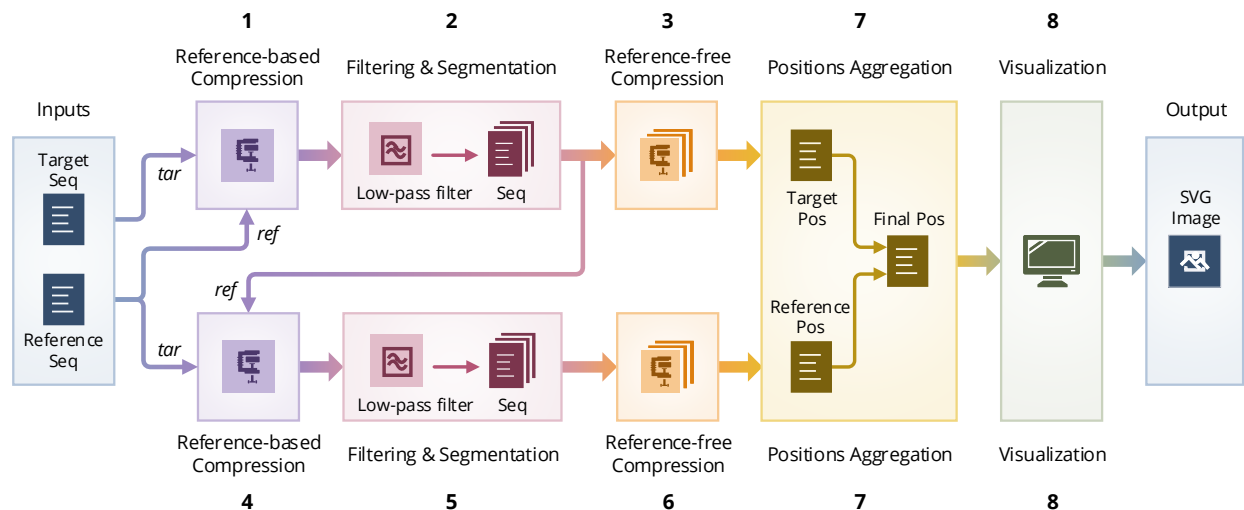 1
2
3
7
8
Reference-based
Compression
Filtering & Segmentation
Reference-free
Compression
Positions Aggregation
Visualization
Inputs
Output
Target
Seq
tar
Low-pass filter
Seq
Target
Pos
Final Pos
SVG
Image
ref
ref
Reference
Seq
tar
Reference
Pos
Low-pass filter
Seq
Reference-based
Compression
Filtering & Segmentation
Reference-free
Compression
Positions Aggregation
Visualization
4
5
6
7
8